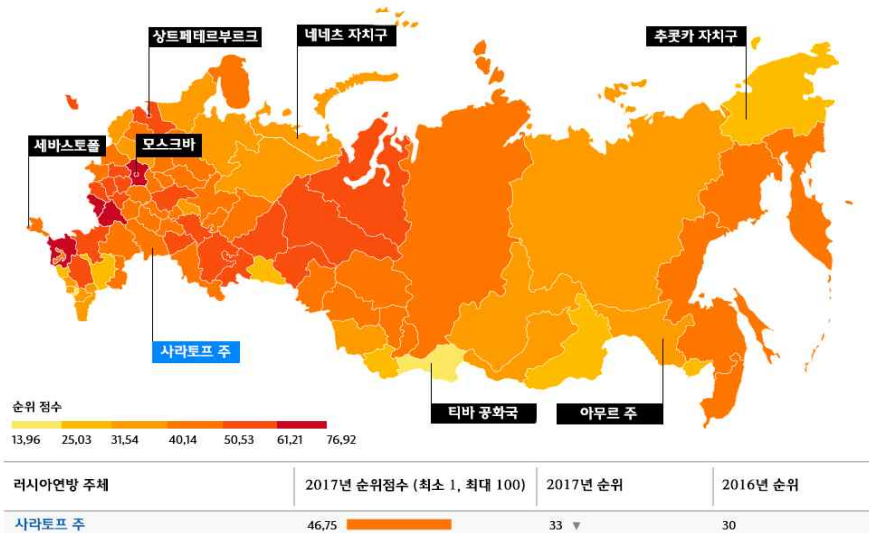 상트페테르부르크
네네츠 자치구
추콧카 자치구
세바스토폴
모스크바
사라토프 주
티바 공화국
아무르 주
순위 점수
13,96 25,03 31,54 40,14 50,53 61,21 76,92
러시아연방 주체 2017년 순위점수 (최소 1, 최대 100) 2017년 순위 2016년 순위
사라토프 주 46,75 33 ▼ 30